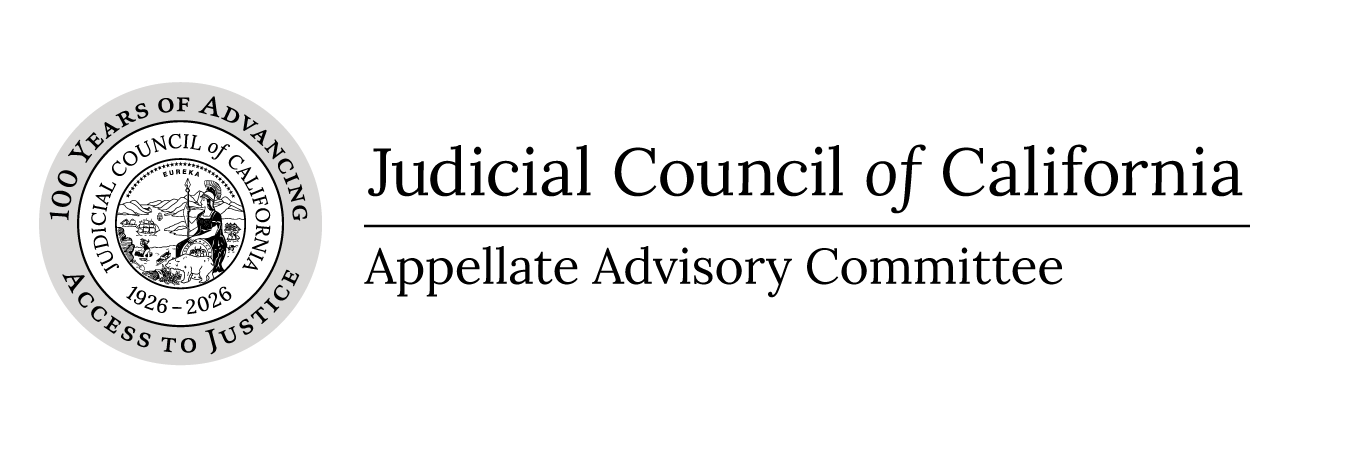 100 YEARS OF ADVANCING
ACCESS TO JUSTICE
JUDICIAL COUNCIL of CALIFORNIA
1926–2026
EUREKA
Judicial Council of California
Appellate Advisory Committee